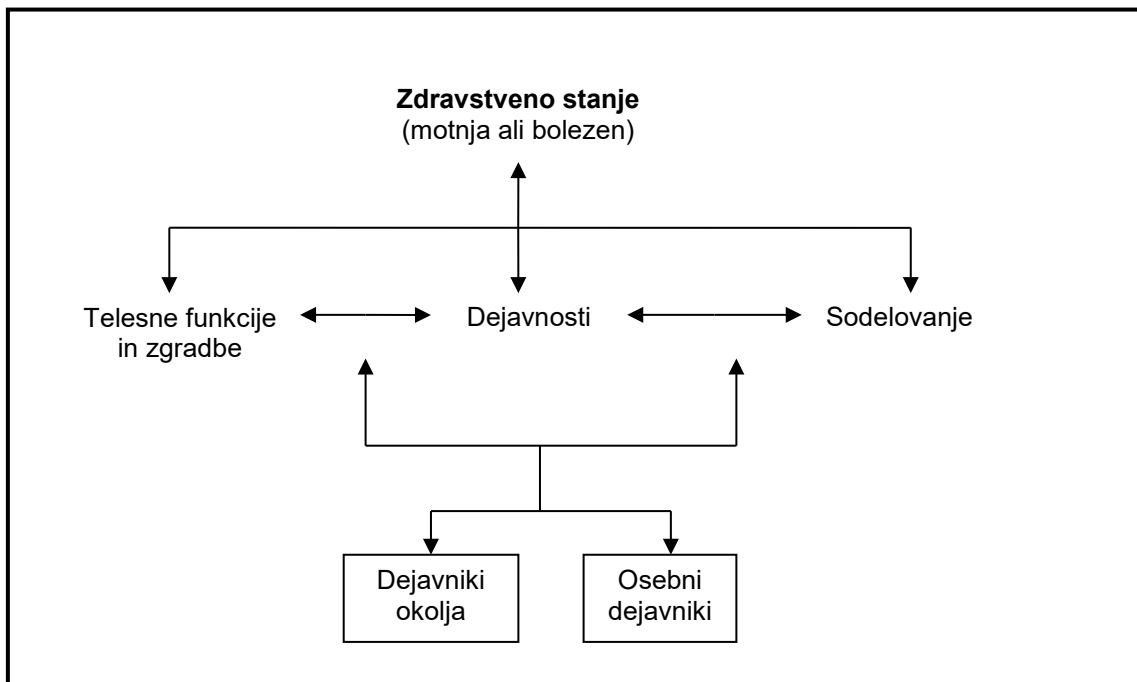 Zdravstveno stanje
(motnja ali bolezen)
Telesne funkcije
in zgradbe
Dejavnosti
Sodelovanje
Dejavniki
okolja
Osebni
dejavniki